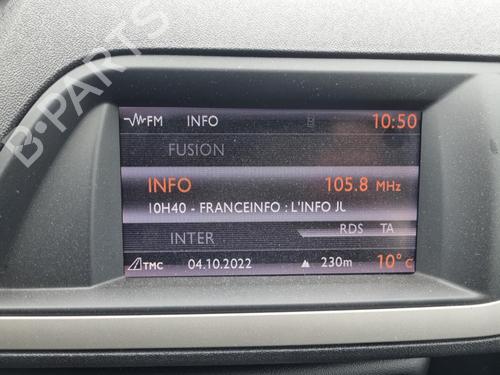 B-PARTS
FM INFO 10:50
FUSION
INFO 105.8 MHz
10H40 - FRANCEINFO : L'INFO JU
INTER RDS TA
TMC 04.10.2022 230m 10°C